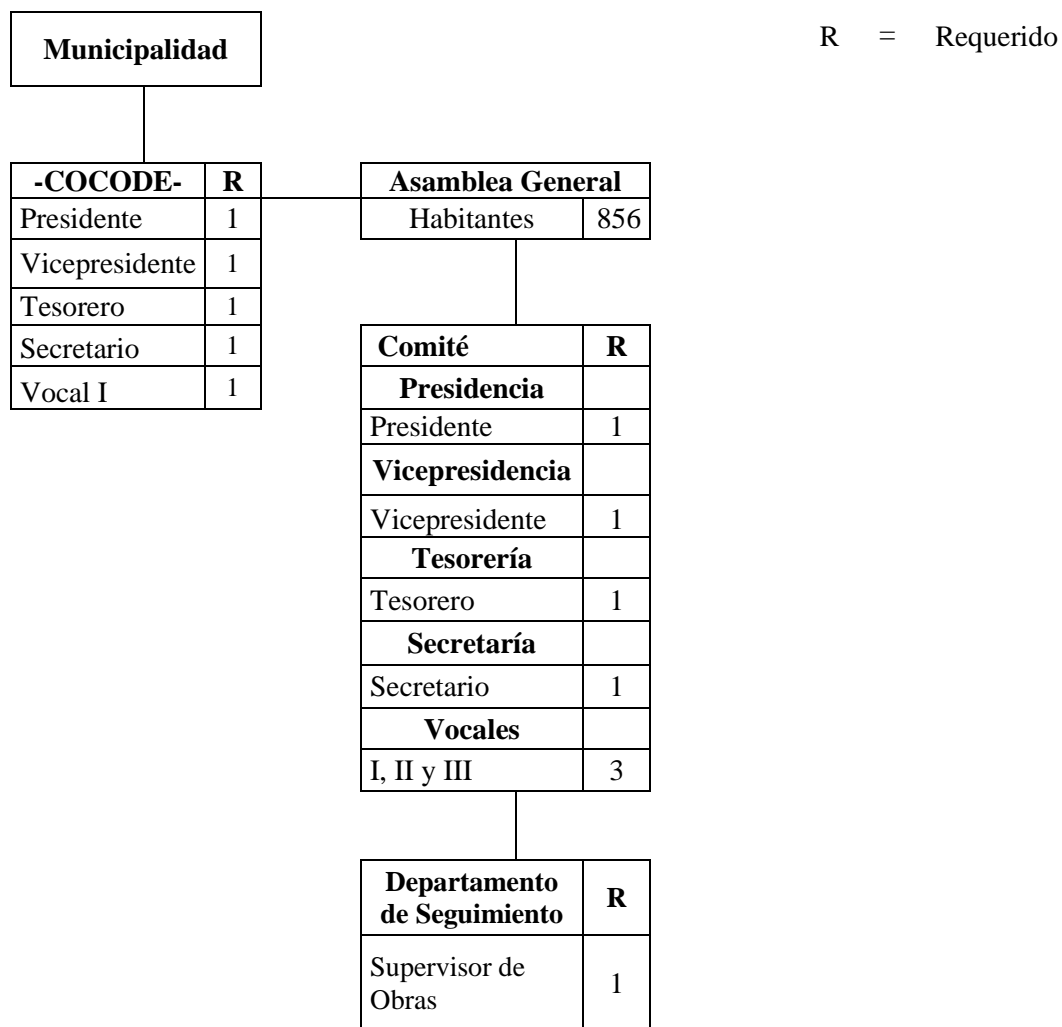 Municipalidad
R = Requerido
-COCODE- R
Presidente 1
Vicepresidente 1
Tesorero 1
Secretario 1
Vocal I 1
Asamblea General
Habitantes 856
Comité R
Presidencia
Presidente 1
Vicepresidencia
Vicepresidente 1
Tesorería
Tesorero 1
Secretaría
Secretario 1
Vocales
I, II y III 3
Departamento
de Seguimiento R
Supervisor de
Obras 1